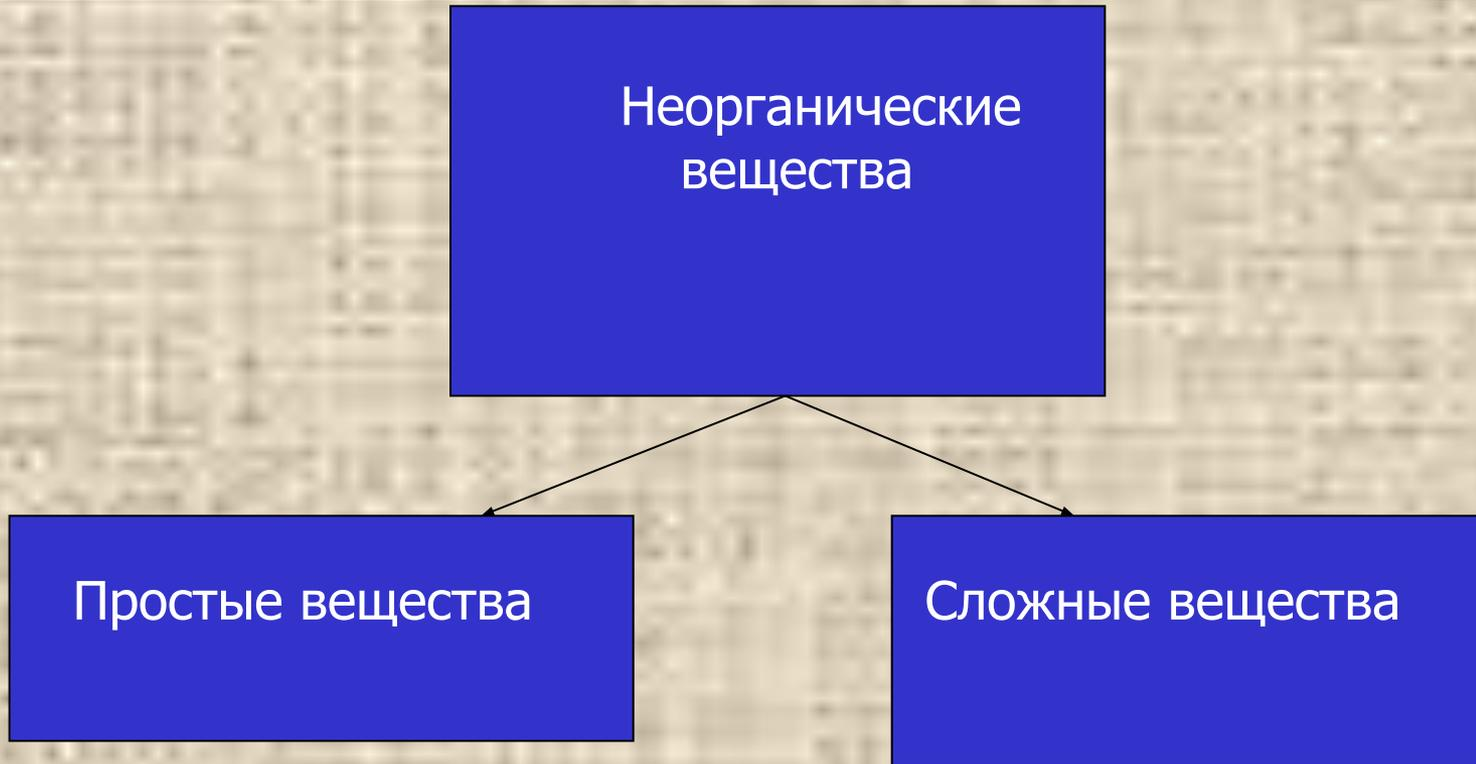 Неорганические
вещества
Простые вещества
Сложные вещества